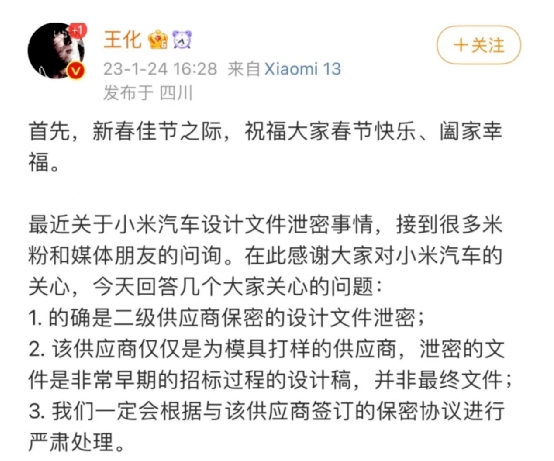 +1
王化
+关注
23-1-24 16:28 来自 Xiaomi 13
发布于 四川
首先，新春佳节之际，祝福大家春节快乐、阖家幸
福。
最近关于小米汽车设计文件泄密事情，接到很多米
粉和媒体朋友的问询。在此感谢大家对小米汽车的
关心，今天回答几个大家关心的问题：
1. 的确是二级供应商保密的设计文件泄密；
2. 该供应商仅仅是为模具打样的供应商，泄密的文
件是非常早期的招标过程的设计稿，并非最终文件；
3. 我们一定会根据与该供应商签订的保密协议进行
严肃处理。